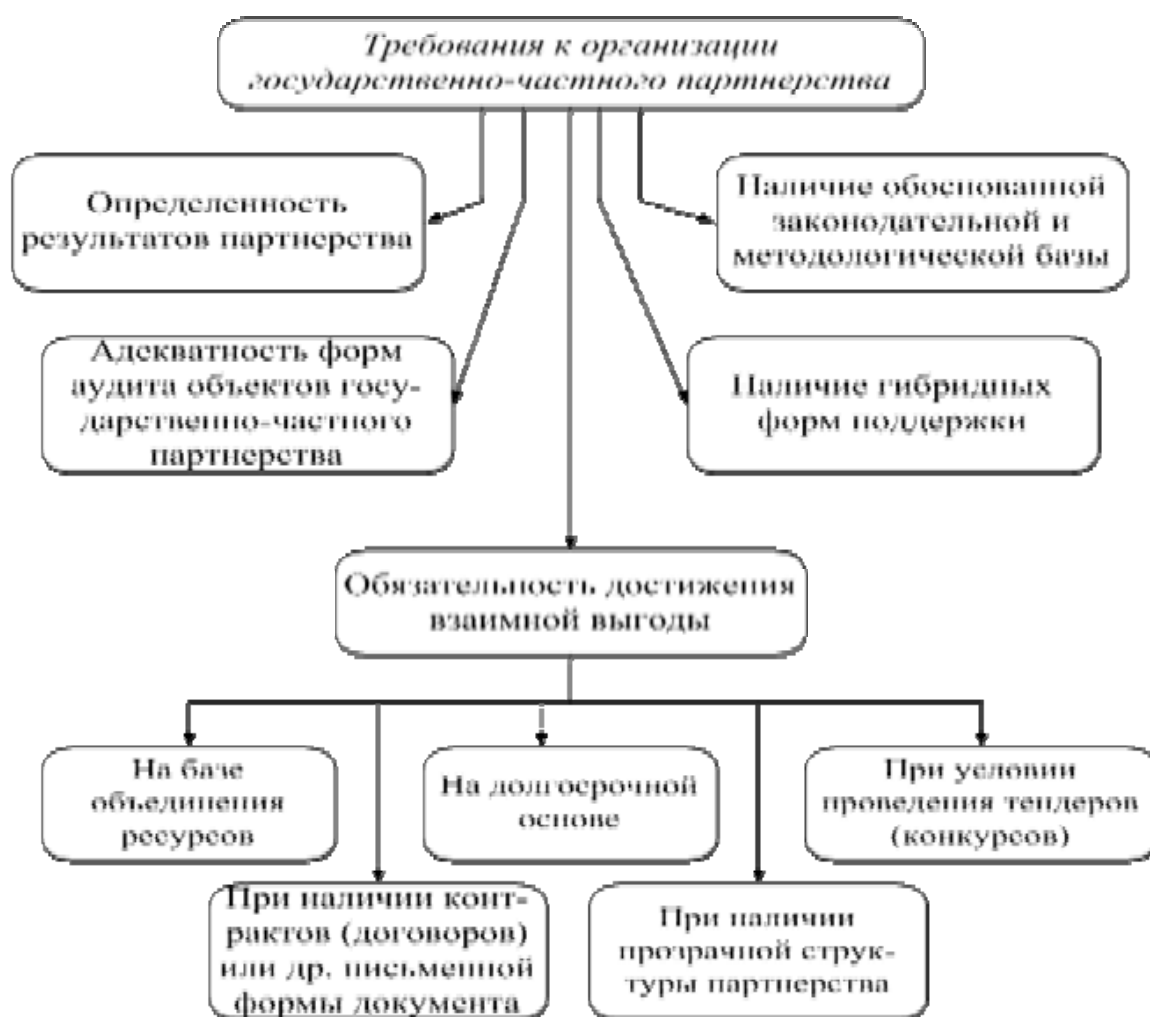 Требования к организации
государственно-частного партнерства
Определенность
результатов партнерства
Наличие обоснованной
законодательной и
методологической базы
Адекватность форм
аудита объектов госу-
дарственно-частного
партнерства
Наличие гибридных
форм поддержки
Обязательность достижения
взаимной выгоды
На базе
объединения
ресурсов
На долгосрочной
основе
При условии
проведения тендеров
(конкурсов)
При наличии конт-
рактов (договоров)
или др. письменной
формы документа
При наличии
прозрачной струк-
туры партнерства